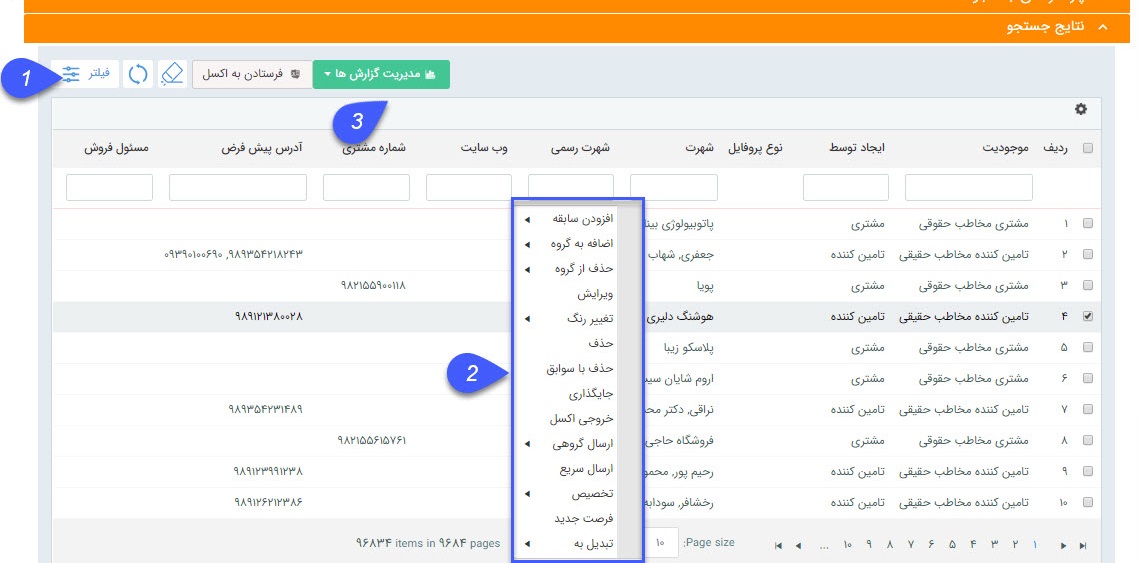 نتایج جستجو
1
فیلتر
فرستادن به اکسل
مدیریت گزارش ها
3
ردیف موجودیت ایجاد توسط نوع پروفایل شهرت شهرت رسمی وب سایت شماره مشتری آدرس پیش فرض مسئول فروش
۱ مشتری مخاطب حقوقی مشتری پاتوبیولوژی
۲ تامین کننده مخاطب حقیقی تامین کننده جعفری, شهاب ۹۸۹۳۵۴۲۱۸۲۴۳, ۰۹۳۹۰۱۰۰۶۹۰
۳ مشتری مخاطب حقوقی مشتری پویا ۹۸۲۱۵۵۹۰۰۱۱۸
۴ تامین کننده مخاطب حقیقی تامین کننده هوشنگ دلیری ۹۸۹۱۲۱۳۸۰۰۲۸
۵ مشتری مخاطب حقوقی مشتری پلاسکو زیبا
۶ مشتری مخاطب حقوقی مشتری اروم شایان
۷ تامین کننده مخاطب حقیقی تامین کننده نراقی, دکتر ۹۸۹۳۵۴۲۳۱۴۸۹
۸ مشتری مخاطب حقوقی مشتری فروشگاه حاجی ۹۸۲۱۵۵۶۱۵۷۶۱
۹ تامین کننده مخاطب حقیقی تامین کننده رحیم پور, ۹۸۹۱۲۳۹۹۱۲۳۸
۱۰ تامین کننده مخاطب حقیقی تامین کننده رخشافر, سودابه ۹۸۹۱۲۶۲۱۲۳۸۶
2
افزودن سابقه
اضافه به گروه
حذف از گروه
ویرایش
تغییر رنگ
حذف
حذف با سوابق
جایگذاری
خروجی اکسل
ارسال گروهی
ارسال سریع
تخصیص
فرصت جدید
تبدیل به
۱ ۲ ۳ ۴ ۵ ۶ ۷ ۸ ۹ ۱۰ ...
Page size: ۱۰
۹۶۸۳۴ items in ۹۶۸۴ pages